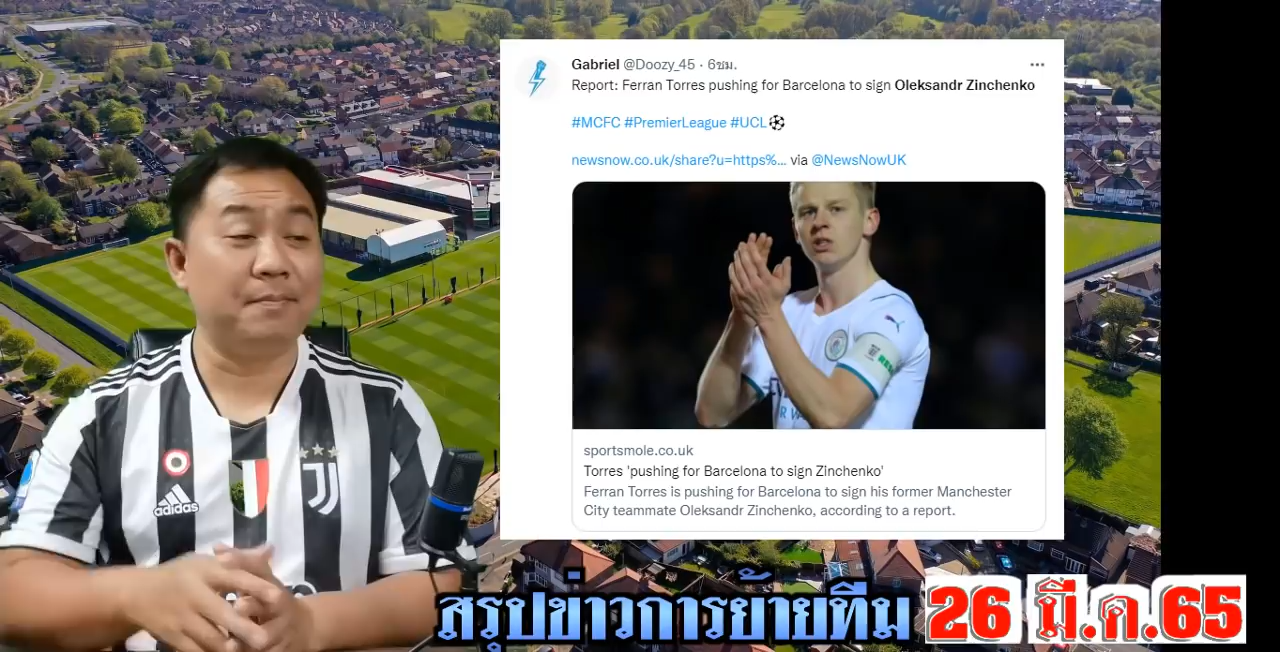 Gabriel @Doozy_45 · 6ชม.
Report: Ferran Torres pushing for Barcelona to sign Oleksandr Zinchenko
#MCFC #PremierLeague #UCL⚽
newsnow.co.uk/share?u=https%... via @NewsNowUK
sportsmole.co.uk
Torres 'pushing for Barcelona to sign Zinchenko'
Ferran Torres is pushing for Barcelona to sign his former Manchester
City teammate Oleksandr Zinchenko, according to a report.
adidas
สรุปข่าวการย้ายทีม 26 มี.ค.65